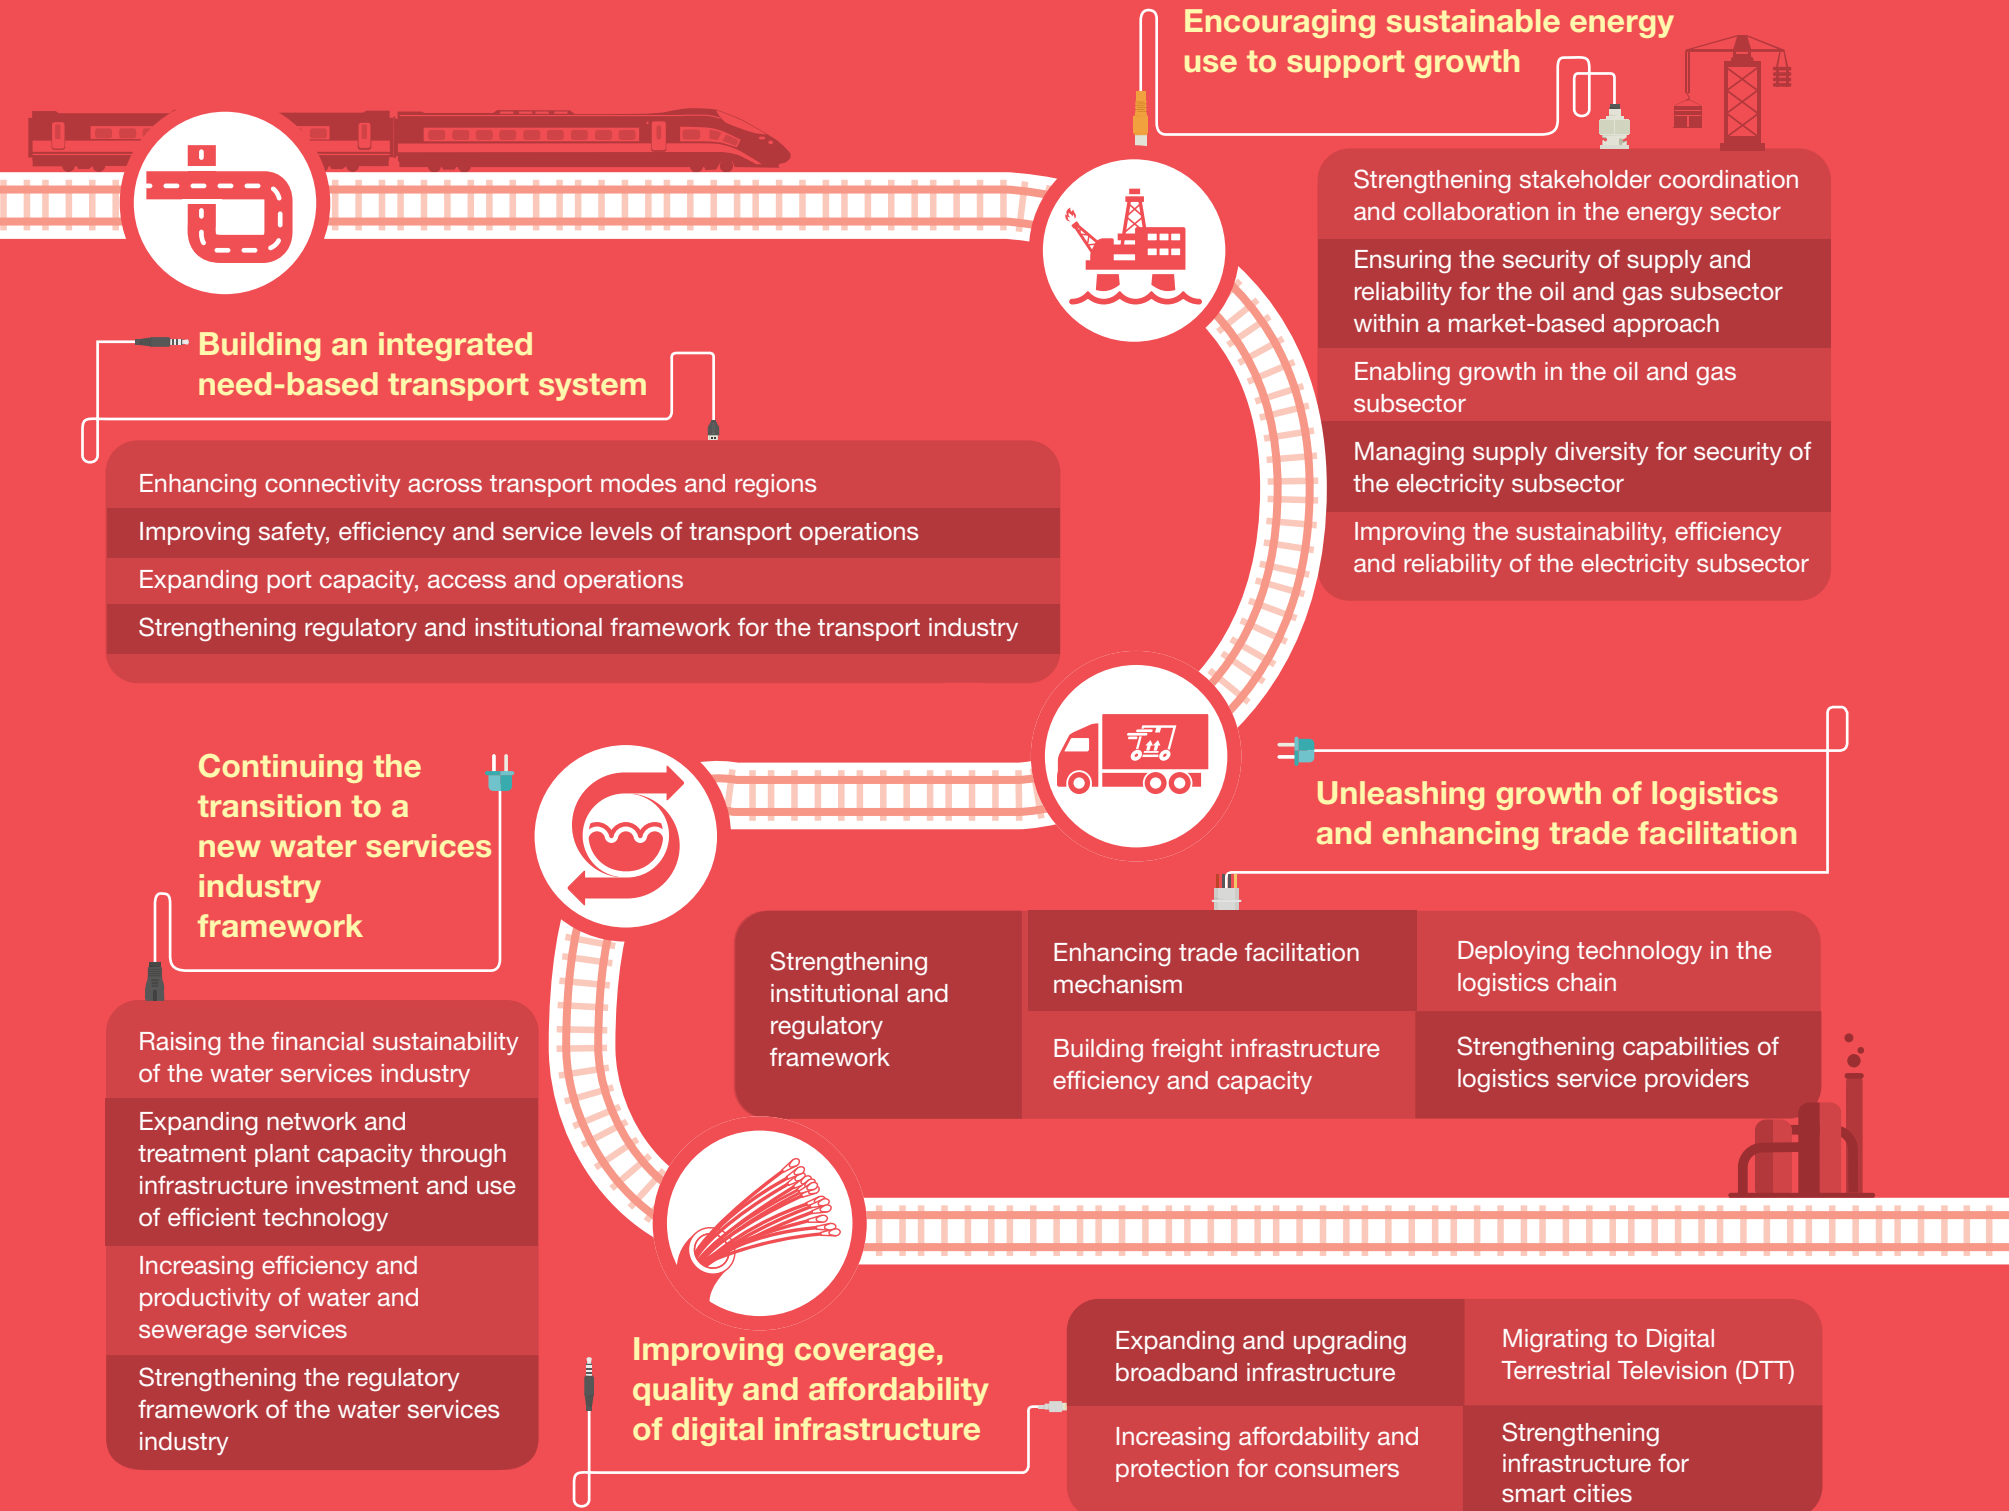 Encouraging sustainable energy
use to support growth
Strengthening stakeholder coordination
and collaboration in the energy sector
Ensuring the security of supply and
reliability for the oil and gas subsector
within a market-based approach
Enabling growth in the oil and gas
subsector
Managing supply diversity for security of
the electricity subsector
Improving the sustainability, efficiency
and reliability of the electricity subsector
Building an integrated
need-based transport system
Enhancing connectivity across transport modes and regions
Improving safety, efficiency and service levels of transport operations
Expanding port capacity, access and operations
Strengthening regulatory and institutional framework for the transport industry
Unleashing growth of logistics
and enhancing trade facilitation
Strengthening
institutional and
regulatory
framework
Enhancing trade facilitation
mechanism
Building freight infrastructure
efficiency and capacity
Deploying technology in the
logistics chain
Strengthening capabilities of
logistics service providers
Continuing the
transition to a
new water services
industry
framework
Raising the financial sustainability
of the water services industry
Expanding network and
treatment plant capacity through
infrastructure investment and use
of efficient technology
Increasing efficiency and
productivity of water and
sewerage services
Strengthening the regulatory
framework of the water services
industry
Improving coverage,
quality and affordability
of digital infrastructure
Expanding and upgrading
broadband infrastructure
Increasing affordability and
protection for consumers
Migrating to Digital
Terrestrial Television (DTT)
Strengthening
infrastructure for
smart cities